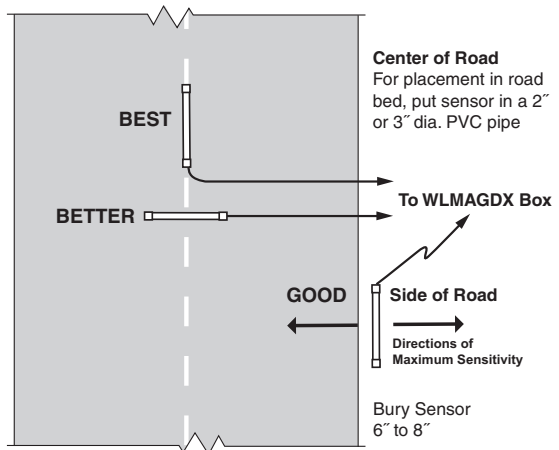 Center of Road
For placement in road
bed, put sensor in a 2″
or 3″ dia. PVC pipe
BEST
To WLMAGDX Box
BETTER
GOOD
Side of Road
Directions of
Maximum Sensitivity
Bury Sensor
6″ to 8″